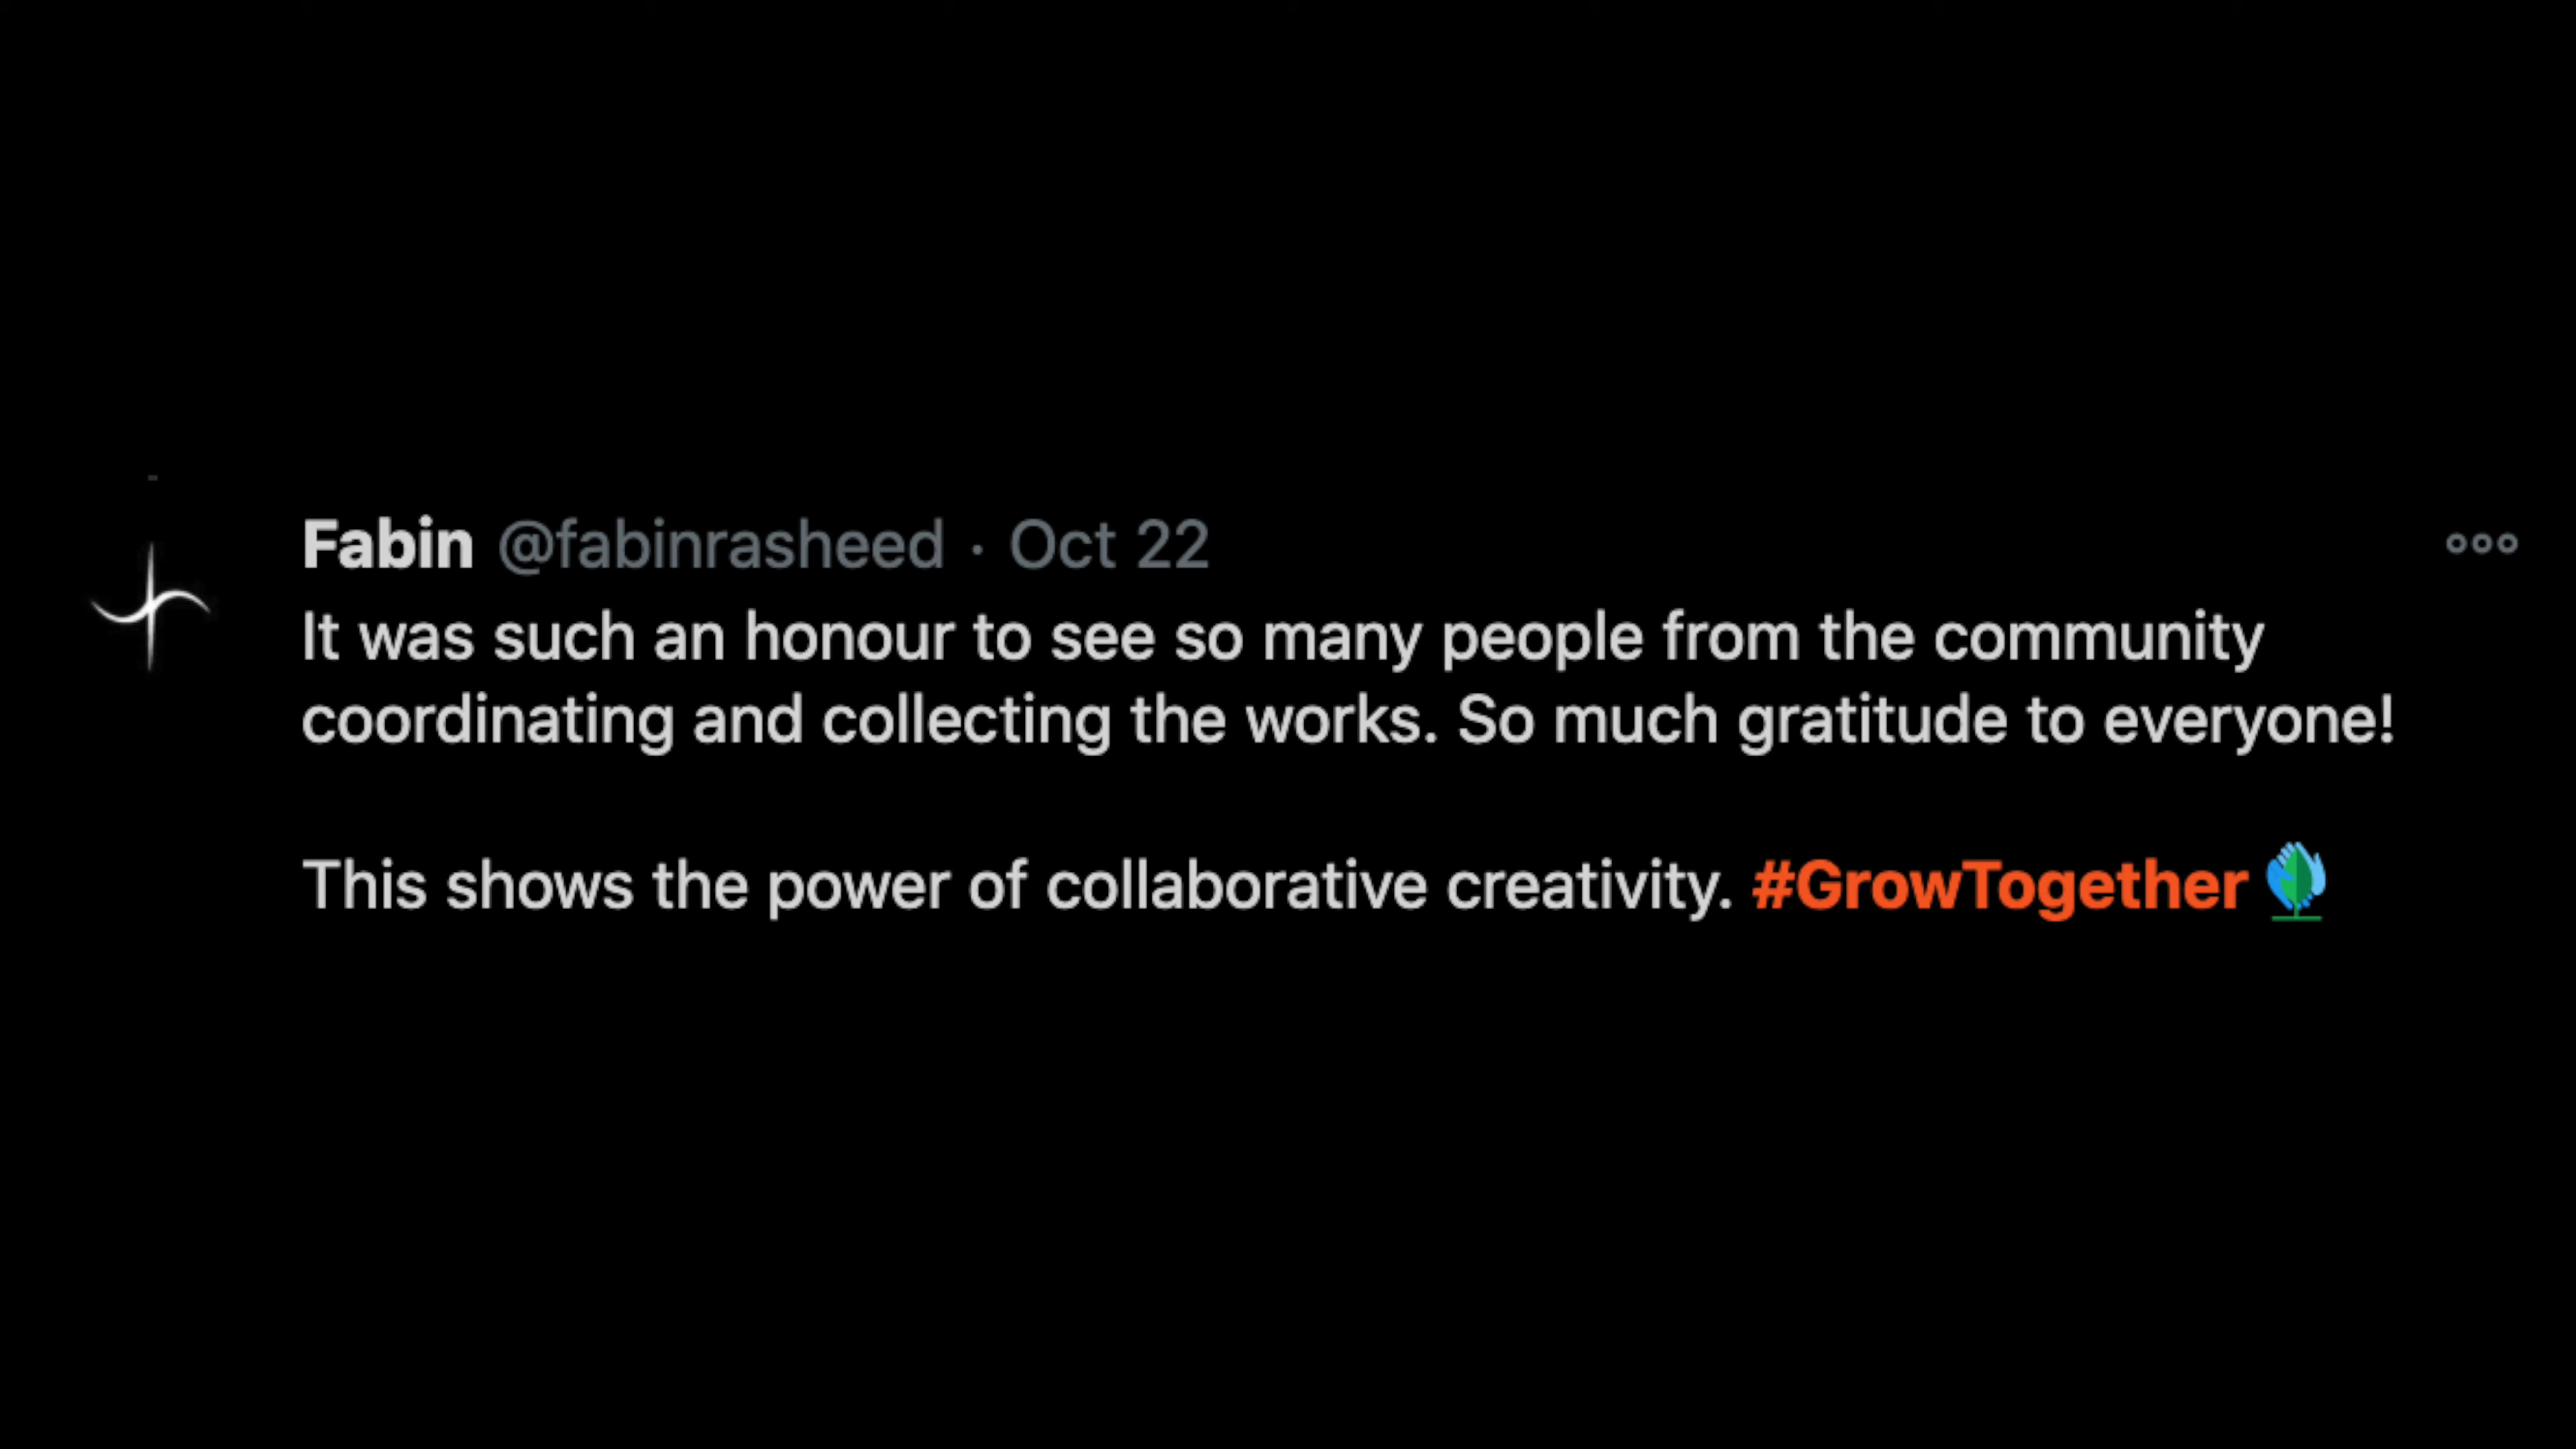 Fabin @fabinrasheed · Oct 22
It was such an honour to see so many people from the community
coordinating and collecting the works. So much gratitude to everyone!
This shows the power of collaborative creativity. #GrowTogether